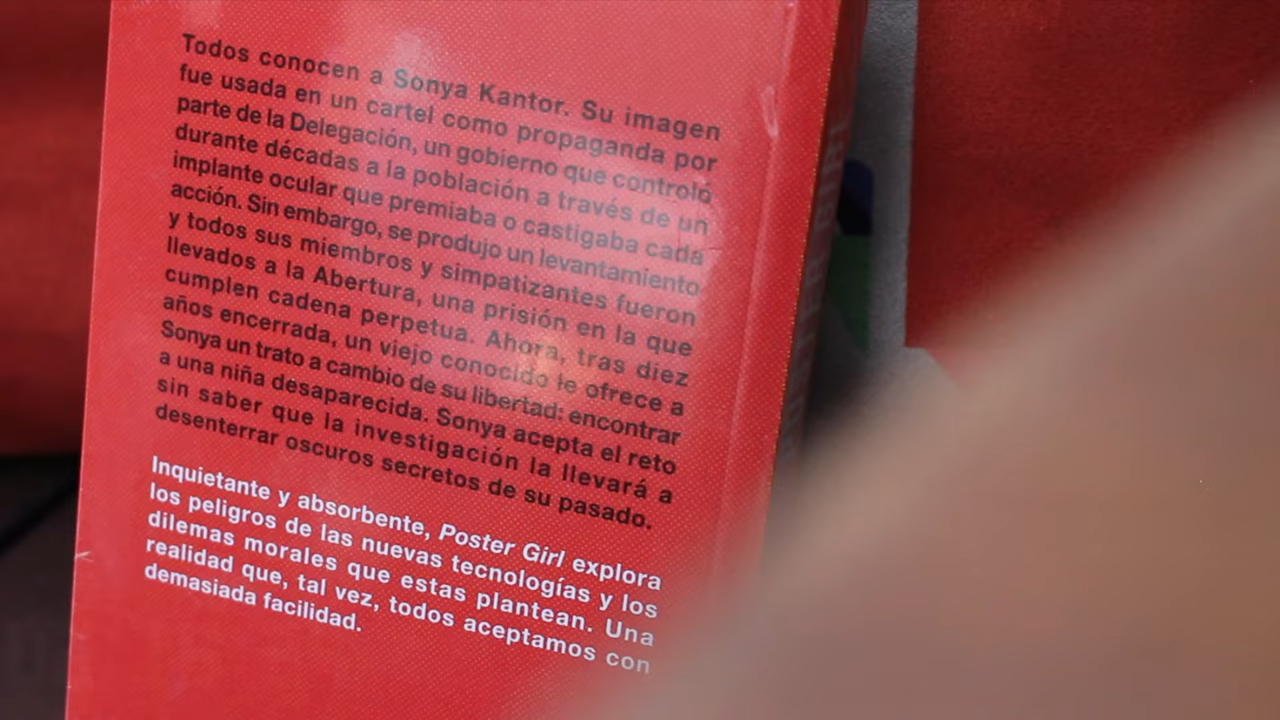 Todos conocen a Sonya Kantor. Su imagen
fue usada en un cartel como propaganda por
parte de la Delegación, un gobierno que controló
durante décadas a la población a través de un
implante ocular que premiaba o castigaba cada
acción. Sin embargo, se produjo un levantamiento
y todos sus miembros y simpatizantes fueron
llevados a la Abertura, una prisión en la que
cumplen cadena perpetua. Ahora, tras diez
años encerrada, un viejo conocido le ofrece a
Sonya un trato a cambio de su libertad: encontrar
a una niña desaparecida. Sonya acepta el reto
sin saber que la investigación la llevará a
desenterrar oscuros secretos de su pasado.
Inquietante y absorbente, Poster Girl explora
los peligros de las nuevas tecnologías y los
dilemas morales que estas plantean. Una
realidad que, tal vez, todos aceptamos con
demasiada facilidad.